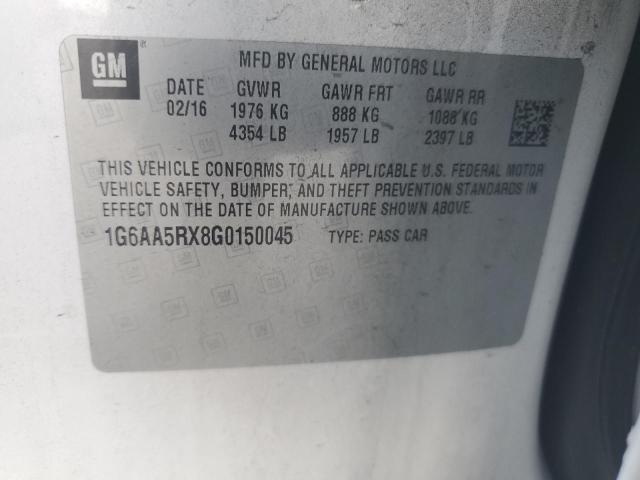 GM
MFD BY GENERAL MOTORS LLC
DATE GVWR GAWR FRT GAWR RR
02/16 1976 KG 888 KG 1088 KG
4354 LB 1957 LB 2397 LB
THIS VEHICLE CONFORMS TO ALL APPLICABLE U.S. FEDERAL MOTOR
VEHICLE SAFETY, BUMPER, AND THEFT PREVENTION STANDARDS IN
EFFECT ON THE DATE OF MANUFACTURE SHOWN ABOVE.
1G6AA5RX8G0150045 TYPE: PASS CAR